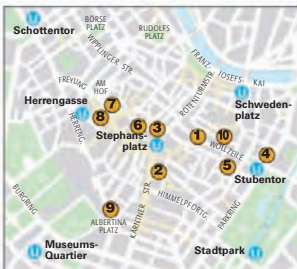 Schottentor
BÖRSE
PLATZ
RUDOLFS
PLATZ
WIPPLINGER STR.
FRANZ-
JOSEFS-
KAI
FREYUNG
AM
HOF
ROTENTURMSTR.
Schweden-
platz
Herrengasse
7
8
HERRENG.
6
3
Stephans-
platz
1
10
WOLLZEILE
4
5
Stubentor
2
BURGRING
KÄRNTNER STR.
HIMMELPFORTG.
PARKRING
9
ALBERTINA
PLATZ
Museums-
Quartier
Stadtpark
U
U
U
U
U
U
U